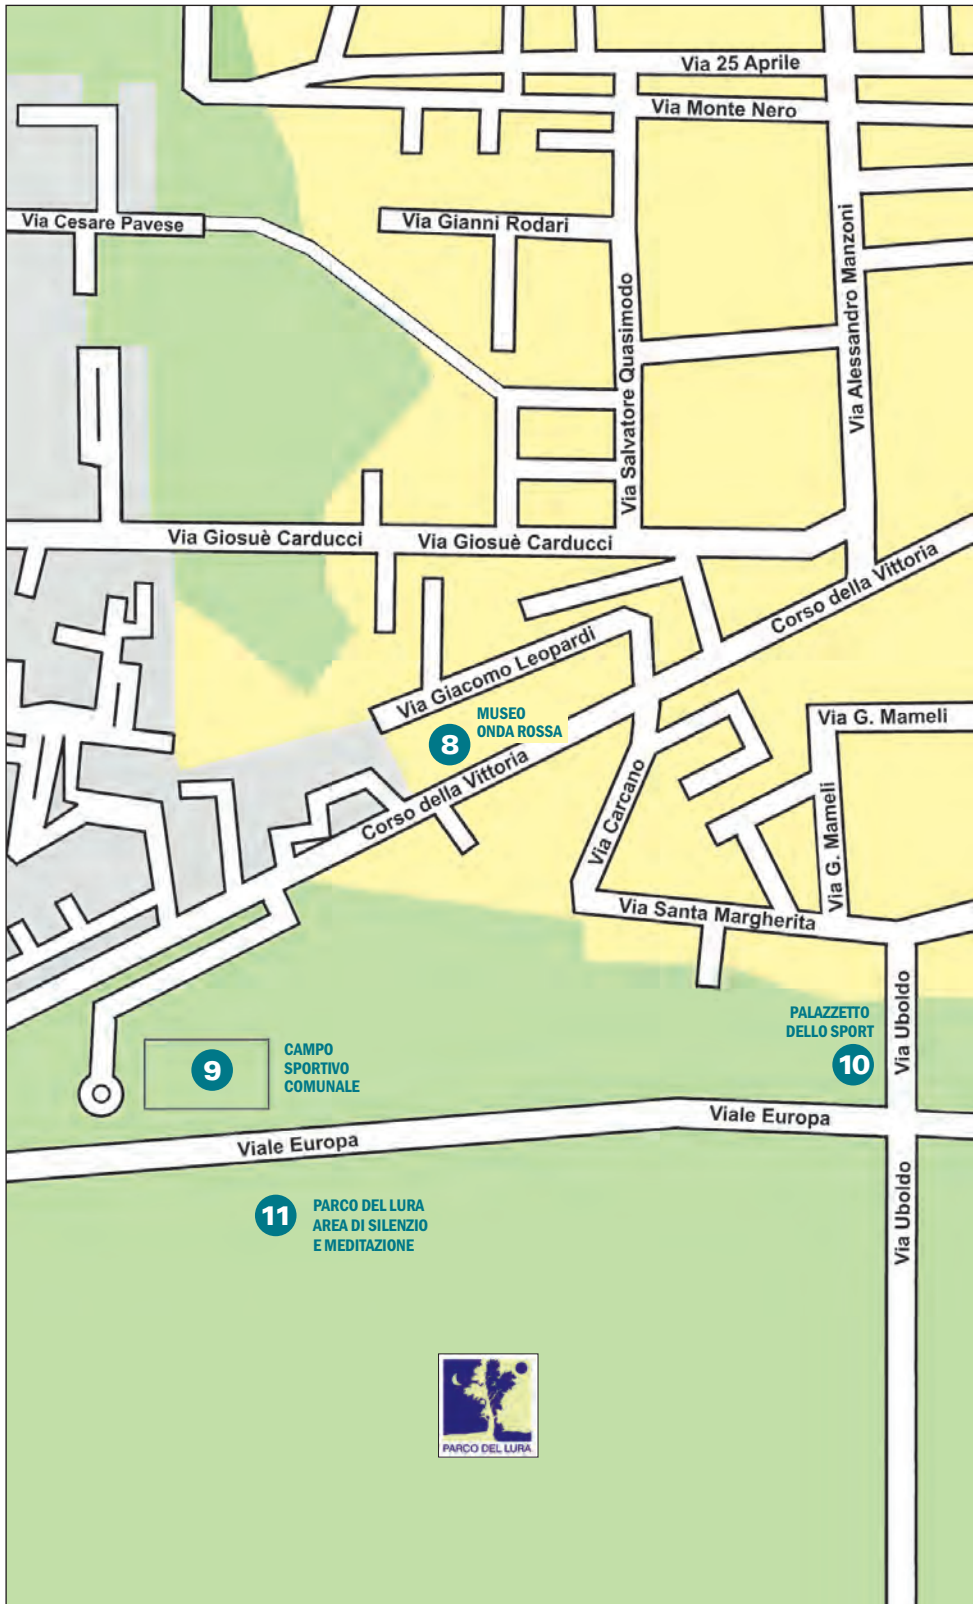 Via 25 Aprile
Via Monte Nero
Via Cesare Pavese
Via Gianni Rodari
Via Alessandro Manzoni
Via Salvatore Quasimodo
Via Giosuè Carducci
Via Giosuè Carducci
Corso della Vittoria
Via Giacomo Leopardi
8
MUSEO
ONDA ROSSA
Via G. Mameli
Corso della Vittoria
Via Carcano
Via G. Mameli
Via Santa Margherita
Via Uboldo
PALAZZETTO
DELLO SPORT
10
9
CAMPO
SPORTIVO
COMUNALE
Viale Europa
Viale Europa
Via Uboldo
11
PARCO DEL LURA
AREA DI SILENZIO
E MEDITAZIONE
PARCO DEL LURA